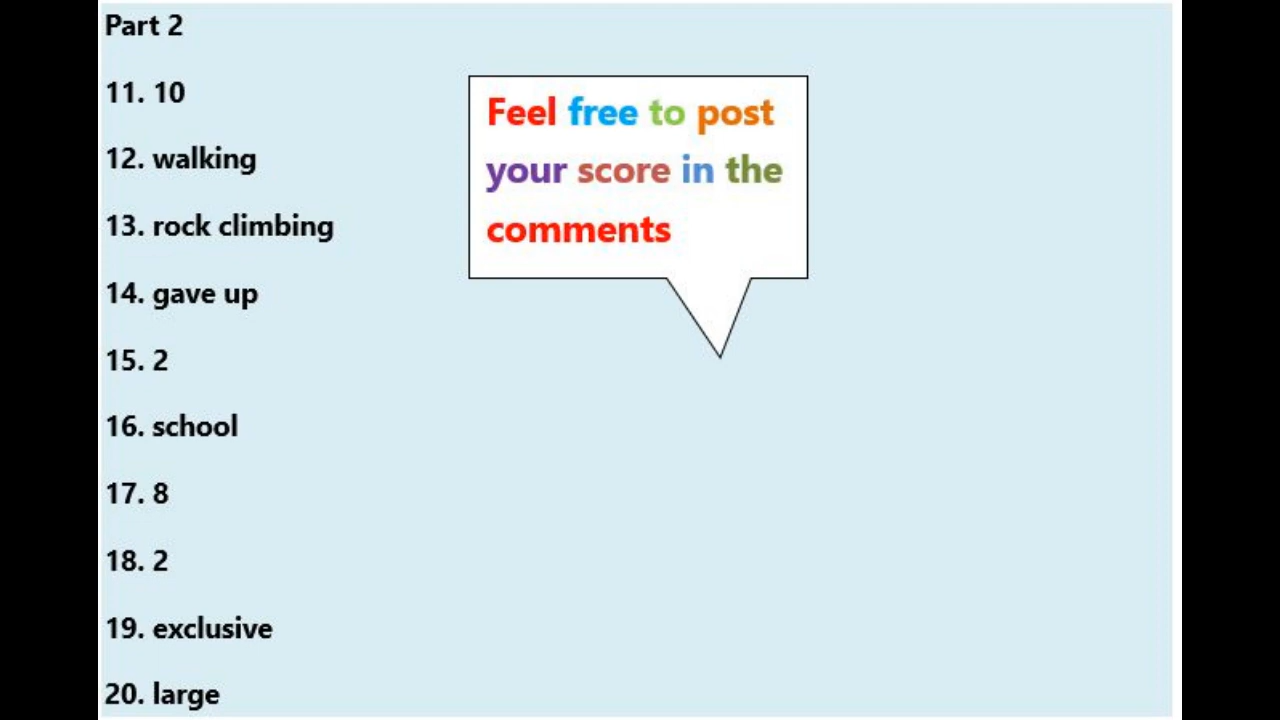 Part 2
11. 10
12. walking
13. rock climbing
14. gave up
15. 2
16. school
17. 8
18. 2
19. exclusive
20. large
Feel free to post
your score in the
comments